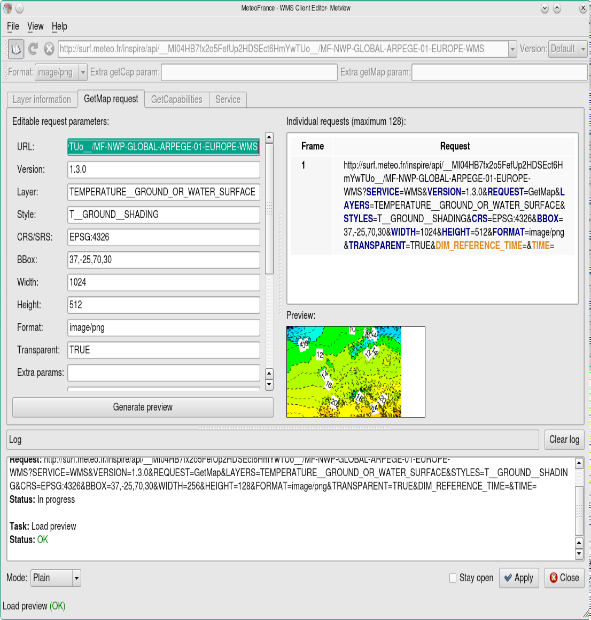 MeteoFrance - WMS Client Editor- Metview
File View Help
http://surf.meteo.fr/inspire/api/__MI04HB7fx2o5FefUp2HDSEct6HmYwTUo__/MF-NWP-GLOBAL-ARPEGE-01-EUROPE-WMS Version: Default
Format: image/png Extra getCap param: Extra getMap param:
Layer information GetMap request GetCapabilities Service
Editable request parameters:
URL: TUo__/MF-NWP-GLOBAL-ARPEGE-01-EUROPE-WMS
Version: 1.3.0
Layer: TEMPERATURE__GROUND_OR_WATER_SURFACE
Style: T__GROUND__SHADING
CRS/SRS: EPSG:4326
BBox: 37,-25,70,30
Width: 1024
Height: 512
Format: image/png
Transparent: TRUE
Extra params:
Generate preview
Individual requests (maximum 128):
Frame Request
1 http://surf.meteo.fr/inspire/api/__MI04HB7fx2o5FefUp2HDSEct6H
mYwTUo__/MF-NWP-GLOBAL-ARPEGE-01-EUROPE-
WMS?SERVICE=WMS&VERSION=1.3.0&REQUEST=GetMap&L
AYERS=TEMPERATURE__GROUND_OR_WATER_SURFACE&
STYLES=T__GROUND__SHADING&CRS=EPSG:4326&BBOX=
37,-25,70,30&WIDTH=1024&HEIGHT=512&FORMAT=image/png
&TRANSPARENT=TRUE&DIM_REFERENCE_TIME=&TIME=
Preview:
Log Clear log
Request: http://surf.meteo.fr/inspire/api/__MI04HB7fx2o5FefUp2HDSEct6HmYwTUo__/MF-NWP-GLOBAL-ARPEGE-01-EUROPE-
WMS?SERVICE=WMS&VERSION=1.3.0&REQUEST=GetMap&LAYERS=TEMPERATURE__GROUND_OR_WATER_SURFACE&STYLES=T__GROUND__SHADIN
G&CRS=EPSG:4326&BBOX=37,-25,70,30&WIDTH=256&HEIGHT=128&FORMAT=image/png&TRANSPARENT=TRUE&DIM_REFERENCE_TIME=&TIME=
Status: In progress
Task: Load preview
Status: OK
Mode: Plain Stay open Apply Close
Load preview (OK)